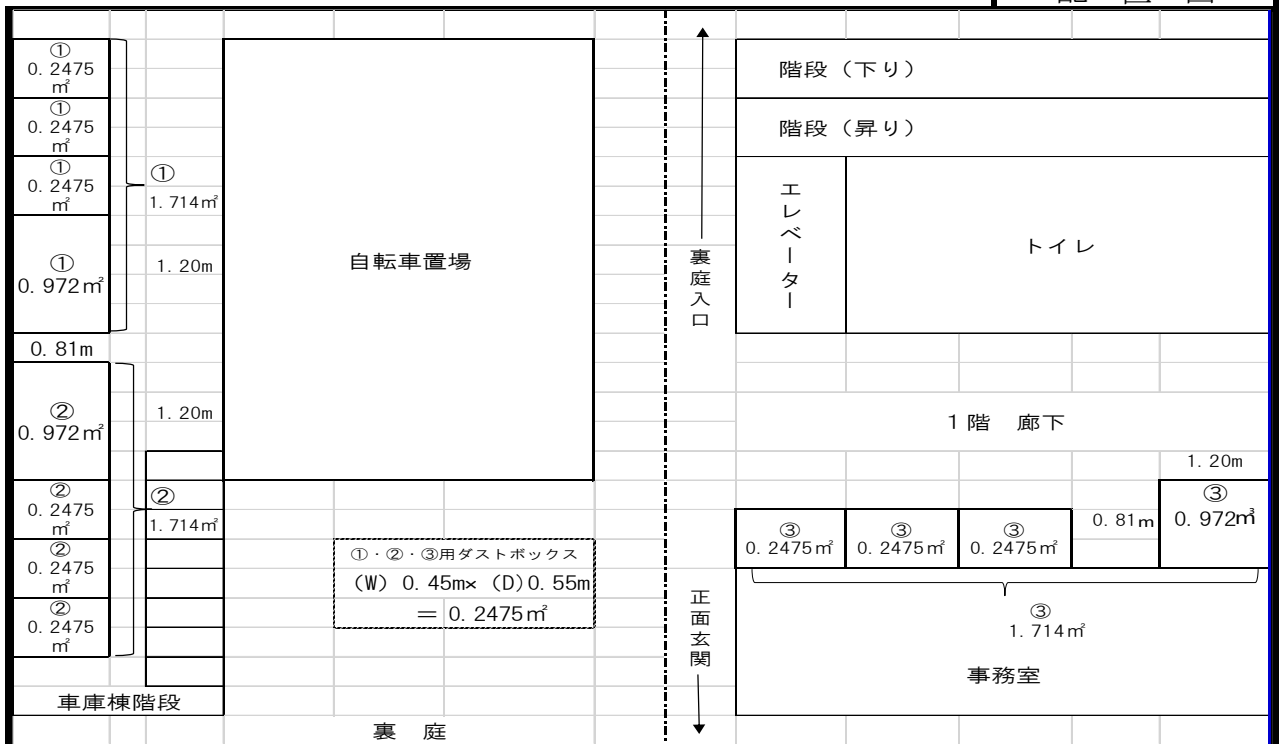 配 置 図
①
0.2475
㎡
①
0.2475
㎡
①
0.2475
㎡
①
0.972㎡
①
1.714㎡
1.20m
0.81m
②
0.972㎡
1.20m
②
0.2475
㎡
②
0.2475
㎡
②
0.2475
㎡
②
1.714㎡
車庫棟階段
自転車置場
①・②・③用ダストボックス
(W) 0.45m× (D)0.55m
＝ 0.2475㎡
裏 庭
裏庭入口
正面玄関
階段（下り）
階段（昇り）
エレベーター
トイレ
1階 廊下
1.20m
③
0.2475㎡
③
0.2475㎡
③
0.2475㎡
0.81m
③
0.972㎥
③
1.714㎡
事務室